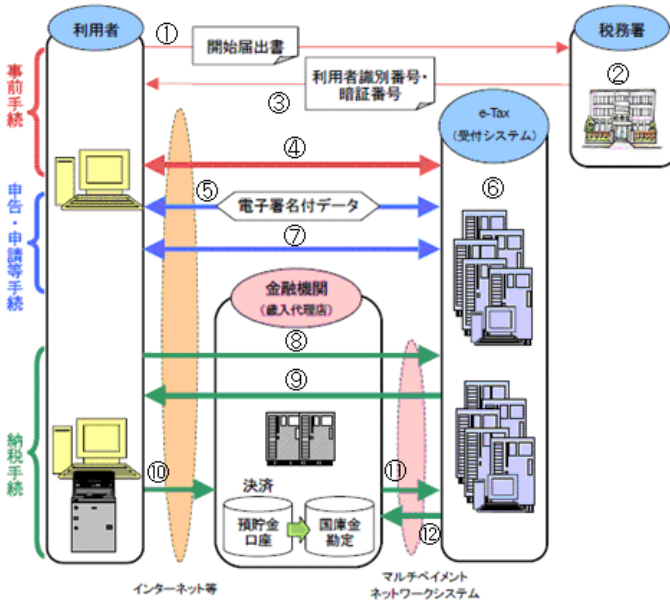 利用者
①
開始届出書
税務署
②
利用者識別番号・
暗証番号
③
e-Tax
(受付システム)
事前手続
④
⑤
電子署名付データ
⑥
⑦
申告・申請等手続
金融機関
(歳入代理店)
⑧
⑨
納税手続
⑩
決済
⑪
預貯金
口座
国庫金
勘定
⑫
インターネット等
マルチペイメント
ネットワークシステム